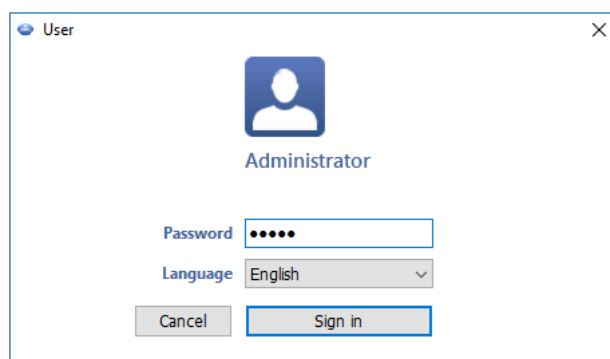 User
Administrator
Password •••••
Language English
Cancel Sign in